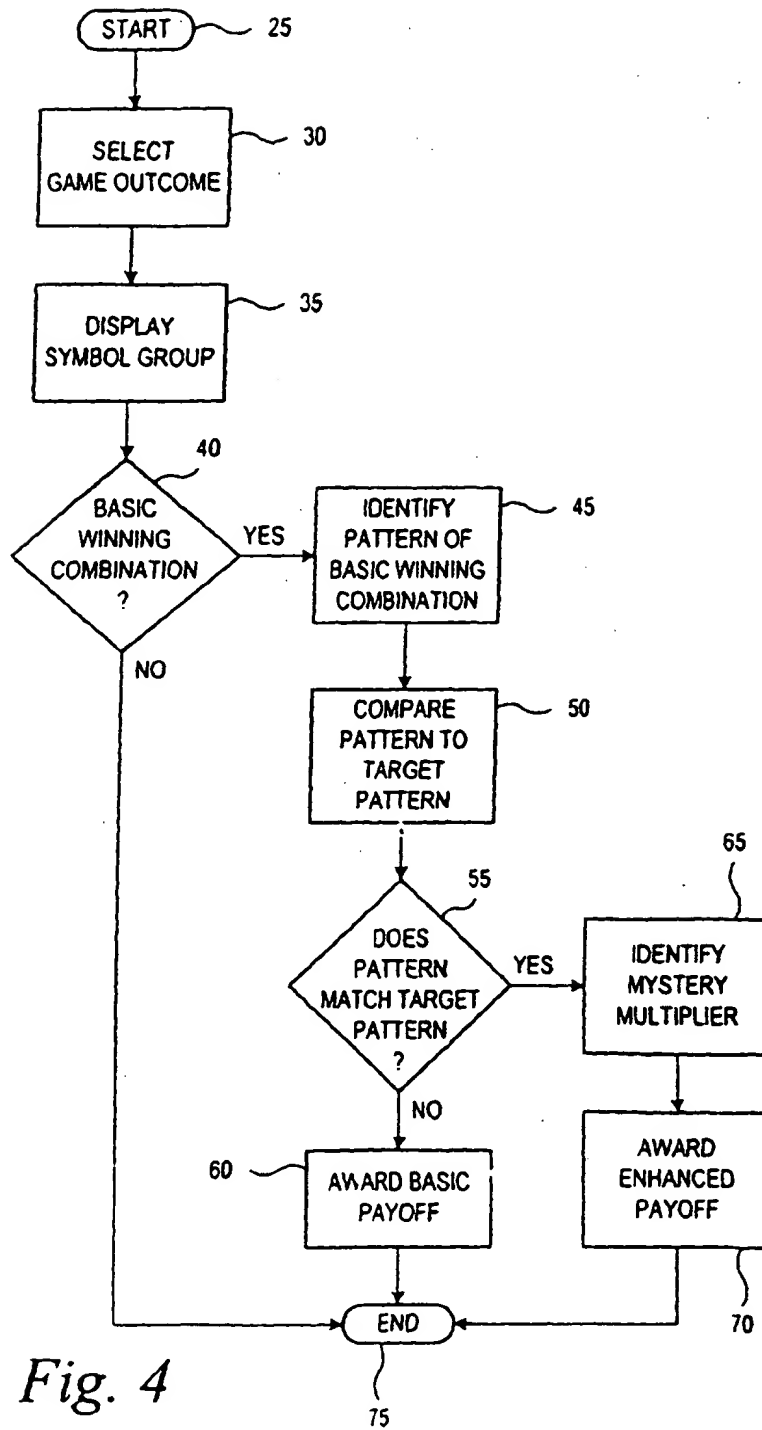 START
25
SELECT
GAME OUTCOME
30
DISPLAY
SYMBOL GROUP
35
BASIC
WINNING
COMBINATION
?
40
YES
NO
IDENTIFY
PATTERN OF
BASIC WINNING
COMBINATION
45
COMPARE
PATTERN TO
TARGET
PATTERN
50
DOES
PATTERN
MATCH TARGET
PATTERN
?
55
YES
NO
IDENTIFY
MYSTERY
MULTIPLIER
65
AWARD BASIC
PAYOFF
60
AWARD
ENHANCED
PAYOFF
70
END
75
Fig. 4